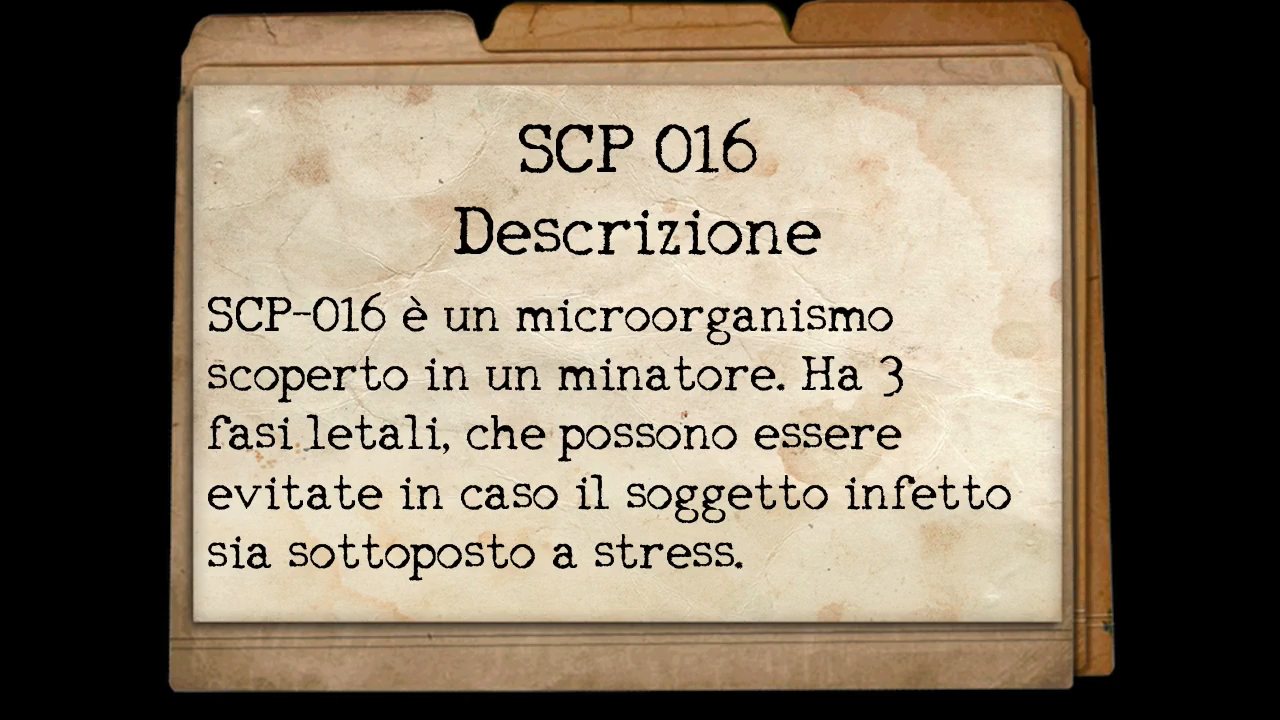 SCP 016
Descrizione
SCP-016 è un microorganismo
scoperto in un minatore. Ha 3
fasi letali, che possono essere
evitate in caso il soggetto infetto
sia sottoposto a stress.